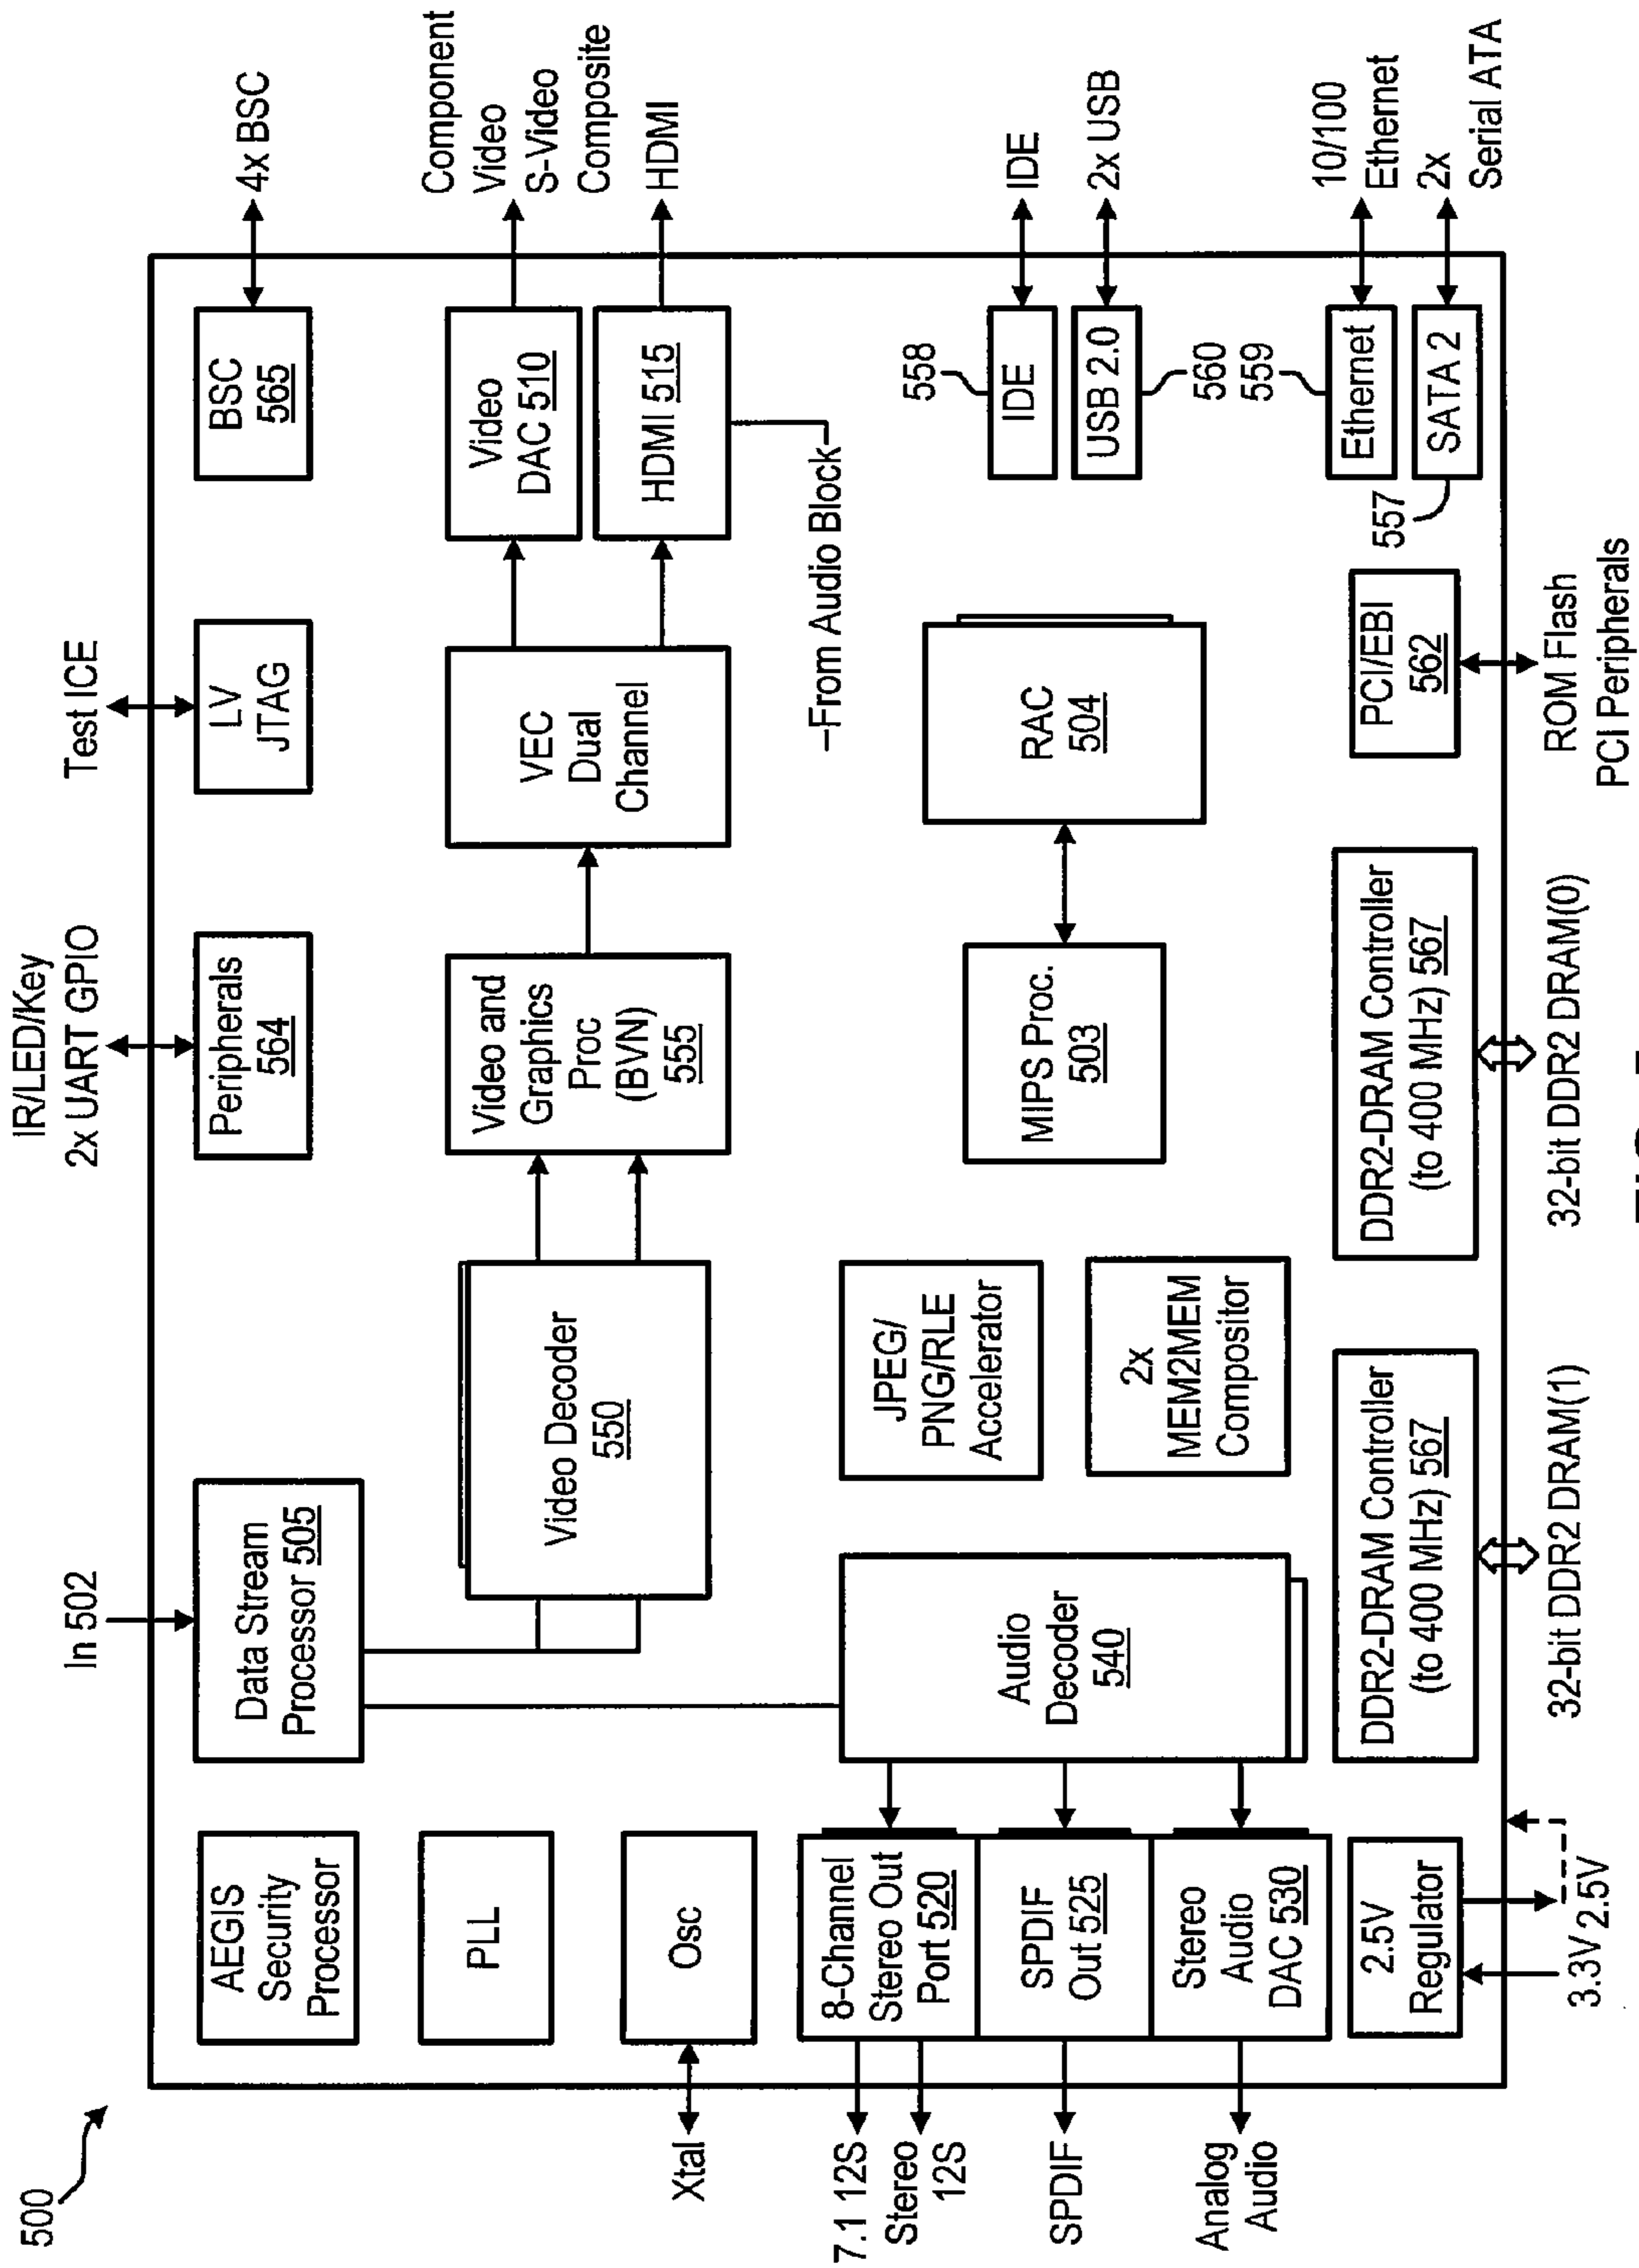 500
In 502
IR/LED/Key
2x UART GPIO
Test ICE
AEGIS
Security
Processor
Data Stream
Processor 505
Peripherals
564
LV
JTAG
BSC
565
4x BSC
PLL
Video Decoder
550
Video and
Graphics
Proc
(BVN)
555
VEC
Dual
Channel
Video
DAC 510
HDMI 515
Component
Video
S-Video
Composite
HDMI
Xtal
Osc
From Audio Block
7.1 12S
Stereo
12S
SPDIF
Analog
Audio
8-Channel
Stereo Out
Port 520
SPDIF
Out 525
Stereo
Audio
DAC 530
Audio
Decoder
540
JPEG/
PNG/RLE
Accelerator
2x
MEM2MEM
Compositor
MIPS Proc.
503
RAC
504
558
IDE
IDE
USB 2.0
2x USB
560
559
Ethernet
10/100
Ethernet
557
SATA 2
2x
Serial ATA
2.5V
Regulator
DDR2-DRAM Controller
(to 400 MHz) 567
DDR2-DRAM Controller
(to 400 MHz) 567
PCI/EBI
562
3.3V 2.5V
32-bit DDR2 DRAM(1)
32-bit DDR2 DRAM(0)
ROM Flash
PCI Peripherals